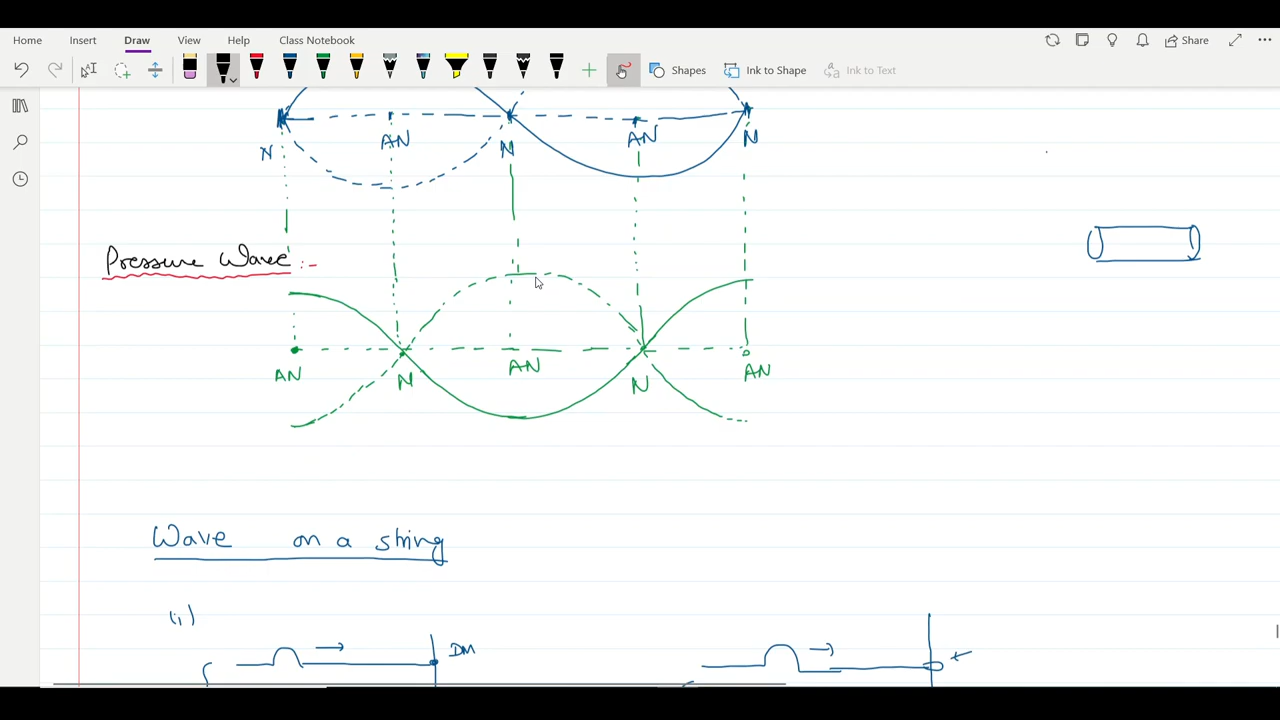 Home Insert Draw View Help Class Notebook Share
Shapes Ink to Shape Ink to Text
AN AN
N N N
Pressure Wave :-
AN N AN N AN
Wave on a string
(i)
DM